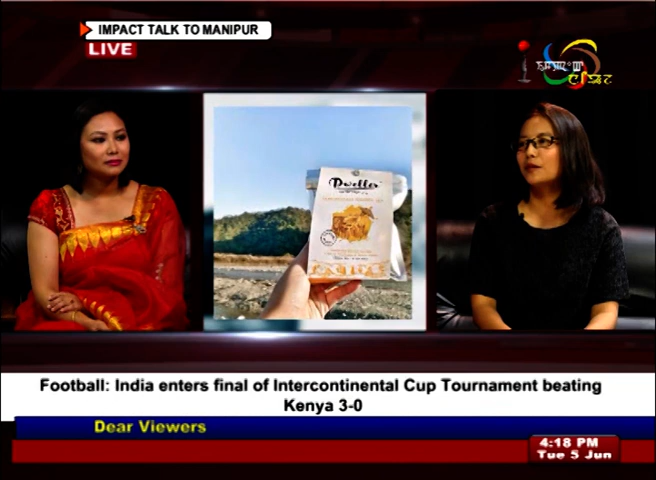 IMPACT TALK TO MANIPUR
LIVE
Dweller
Football: India enters final of Intercontinental Cup Tournament beating
Kenya 3-0
Dear Viewers
4:18 PM
Tue 5 Jun